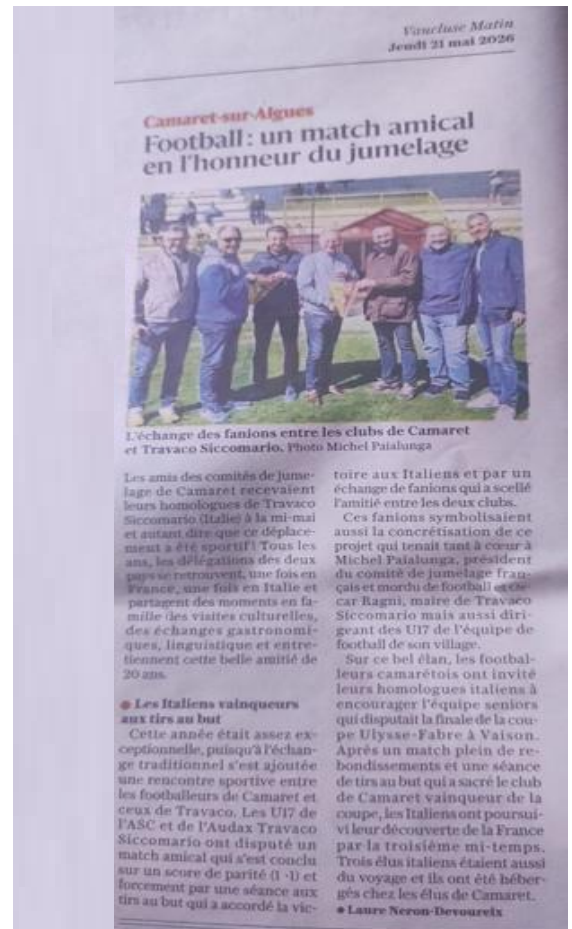 Vaucluse Matin
Jeudi 21 mai 2026
Camaret-sur-Aigues
Football : un match amical
en l'honneur du jumelage
L'échange des fanions entre les clubs de Camaret
et Travaco Siccomario. Photo Michel Paialunga
Les amis des comités de jume-
lage de Camaret recevaient
leurs homologues de Travaco
Siccomario (Italie) à la mi-mai
et autant dire que ce déplace-
ment a été sportif ! Tous les
ans, les délégations des deux
pays se retrouvent, une fois en
France, une fois en Italie et
partagent des moments en fa-
mille des visites culturelles,
des échanges gastronomi-
ques, linguistique et entre-
tiennent cette belle amitié de
20 ans.
● Les Italiens vainqueurs
aux tirs au but
Cette année était assez ex-
ceptionnelle, puisqu'à l'échan-
ge traditionnel s'est ajoutée
une rencontre sportive entre
les footballeurs de Camaret et
ceux de Travaco. Les U17 de
l'ASC et de l'Audax Travaco
Siccomario ont disputé un
match amical qui s'est conclu
sur un score de parité (1 -1) et
forcement par une séance aux
tirs au but qui a accordé la vic-
toire aux Italiens et par un
échange de fanions qui a scellé
l'amitié entre les deux clubs.
Ces fanions symbolisaient
aussi la concrétisation de ce
projet qui tenait tant à cœur à
Michel Paialunga, président
du comité de jumelage fran-
çais et mordu de football et Os-
car Ragni, maire de Travaco
Siccomario mais aussi diri-
geant des U17 de l'équipe de
football de son village.
Sur ce bel élan, les footbal-
leurs camarétois ont invité
leurs homologues italiens à
encourager l'équipe seniors
qui disputait la finale de la cou-
pe Ulysse-Fabre à Vaison.
Après un match plein de re-
bondissements et une séance
de tirs au but qui a sacré le club
de Camaret vainqueur de la
coupe, les Italiens ont poursui-
vi leur découverte de la France
par la troisième mi-temps.
Trois élus italiens étaient aussi
du voyage et ils ont été héber-
gés chez les élus de Camaret.
● Laure Neron-Devoureix